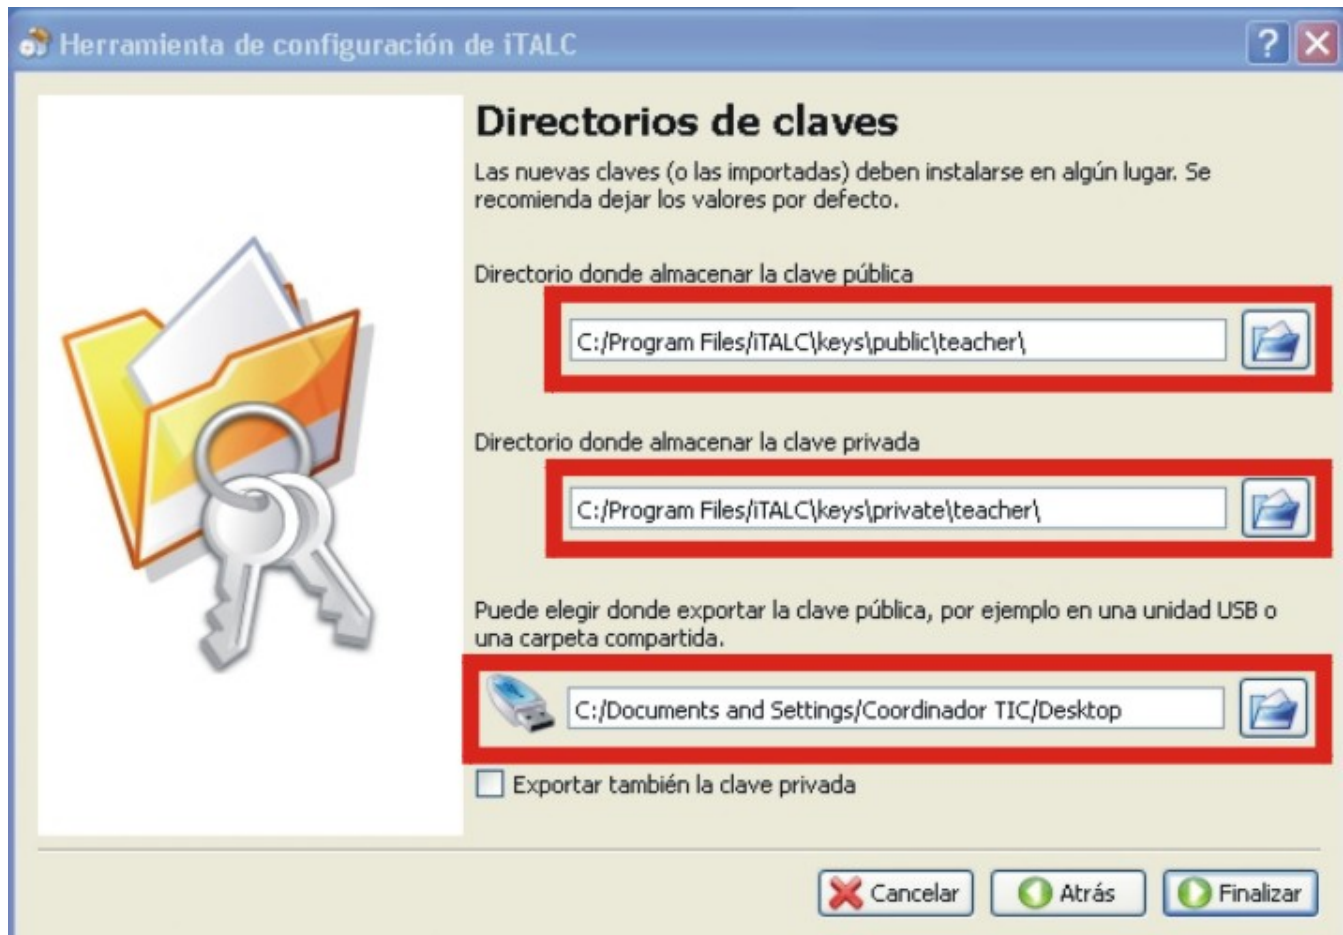 Herramienta de configuración de iTALC
Directorios de claves
Las nuevas claves (o las importadas) deben instalarse en algún lugar. Se
recomienda dejar los valores por defecto.
Directorio donde almacenar la clave pública
C:/Program Files/iTALC\keys\public\teacher\
Directorio donde almacenar la clave privada
C:/Program Files/iTALC\keys\private\teacher\
Puede elegir donde exportar la clave pública, por ejemplo en una unidad USB o
una carpeta compartida.
C:/Documents and Settings/Coordinador TIC/Desktop
Exportar también la clave privada
Cancelar Atrás Finalizar